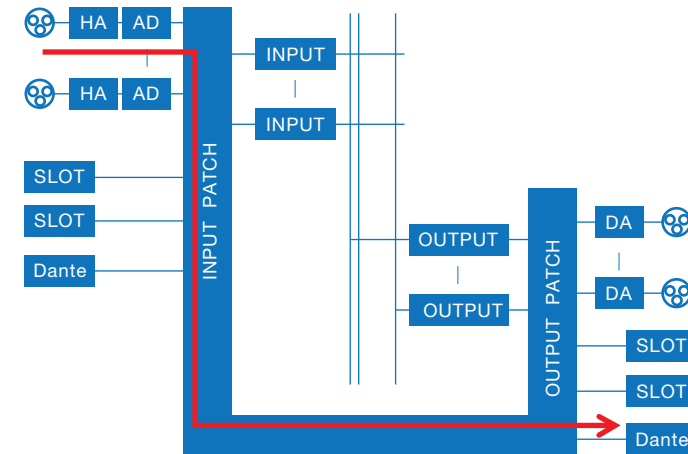 HA AD
INPUT
HA AD
INPUT
INPUT PATCH
SLOT
SLOT
Dante
OUTPUT
OUTPUT
OUTPUT PATCH
DA
DA
SLOT
SLOT
Dante